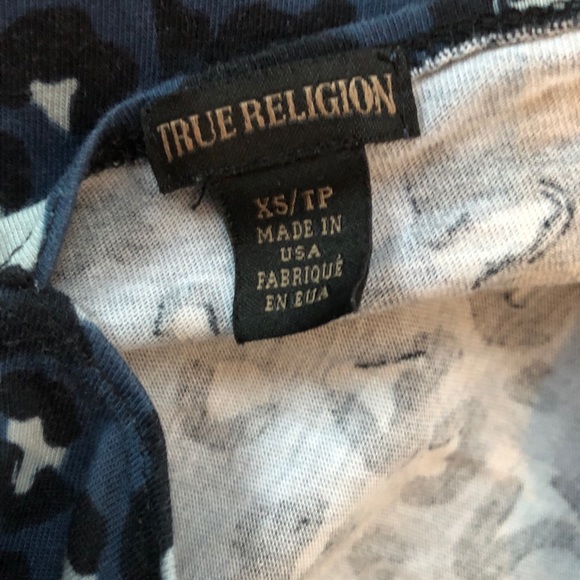 TRUE RELIGION
XS/TP
MADE IN
USA
FABRIQUÉ
EN EUA